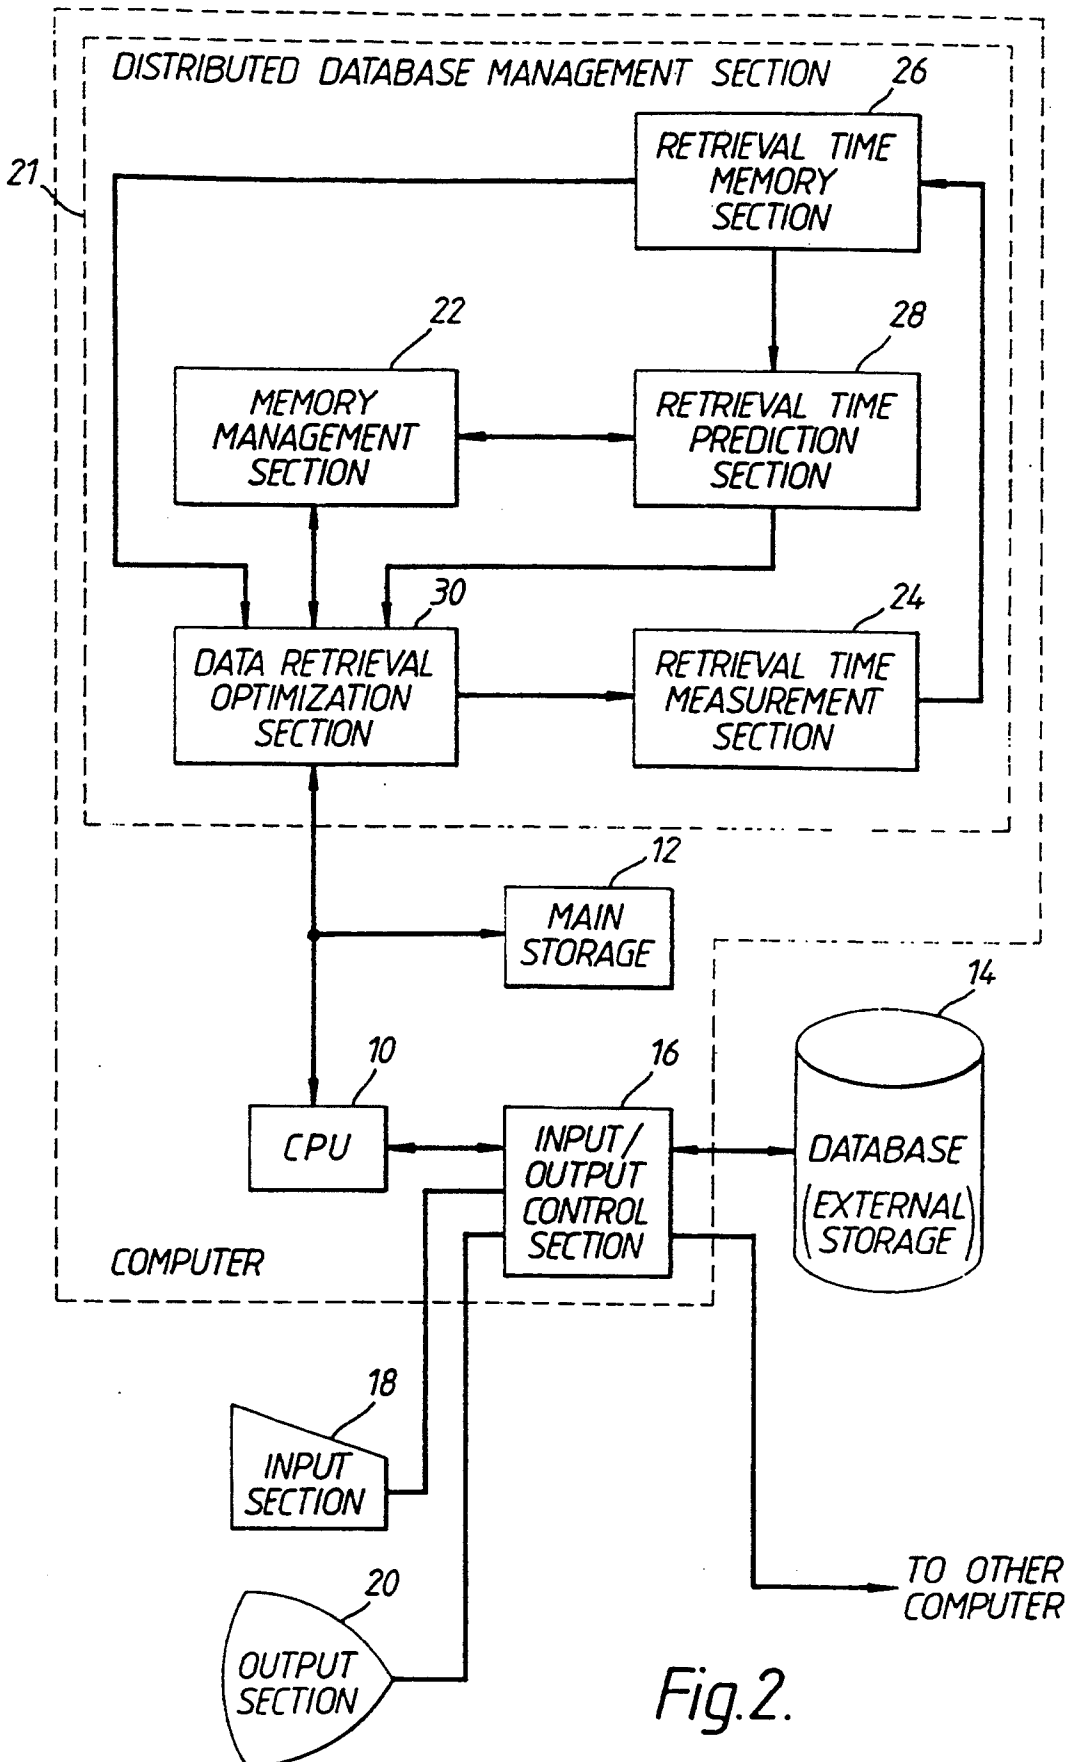 DISTRIBUTED DATABASE MANAGEMENT SECTION
26
21
RETRIEVAL TIME
MEMORY
SECTION
22
28
MEMORY
MANAGEMENT
SECTION
RETRIEVAL TIME
PREDICTION
SECTION
30
24
DATA RETRIEVAL
OPTIMIZATION
SECTION
RETRIEVAL TIME
MEASUREMENT
SECTION
12
MAIN
STORAGE
14
10
16
CPU
INPUT/
OUTPUT
CONTROL
SECTION
DATABASE
(EXTERNAL
STORAGE)
COMPUTER
18
INPUT
SECTION
20
OUTPUT
SECTION
TO OTHER
COMPUTER
Fig.2.